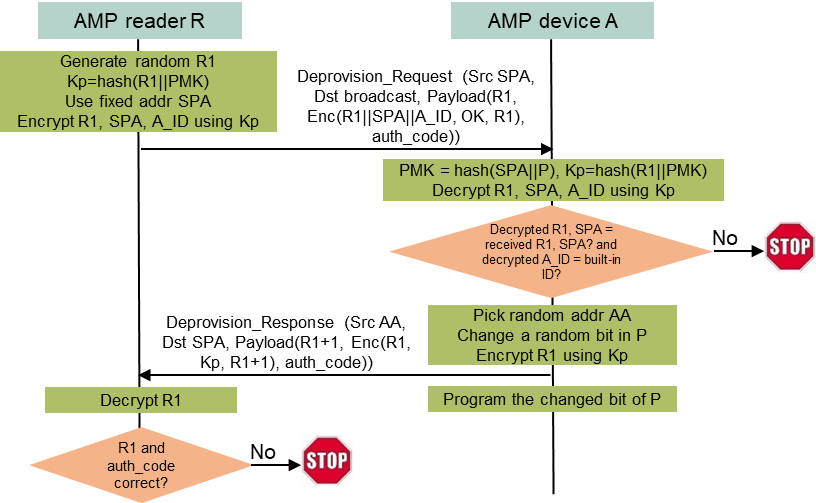 AMP reader R
AMP device A
Generate random R1
Kp=hash(R1||PMK)
Use fixed addr SPA
Encrypt R1, SPA, A_ID using Kp
Deprovision_Request (Src SPA,
Dst broadcast, Payload(R1,
Enc(R1||SPA||A_ID, OK, R1),
auth_code))
PMK = hash(SPA||P), Kp=hash(R1||PMK)
Decrypt R1, SPA, A_ID using Kp
Decrypted R1, SPA =
received R1, SPA? and
decrypted A_ID = built-in
ID?
No
STOP
Pick random addr AA
Change a random bit in P
Encrypt R1 using Kp
Deprovision_Response (Src AA,
Dst SPA, Payload(R1+1, Enc(R1,
Kp, R1+1), auth_code))
Program the changed bit of P
Decrypt R1
R1 and
auth_code
correct?
No
STOP